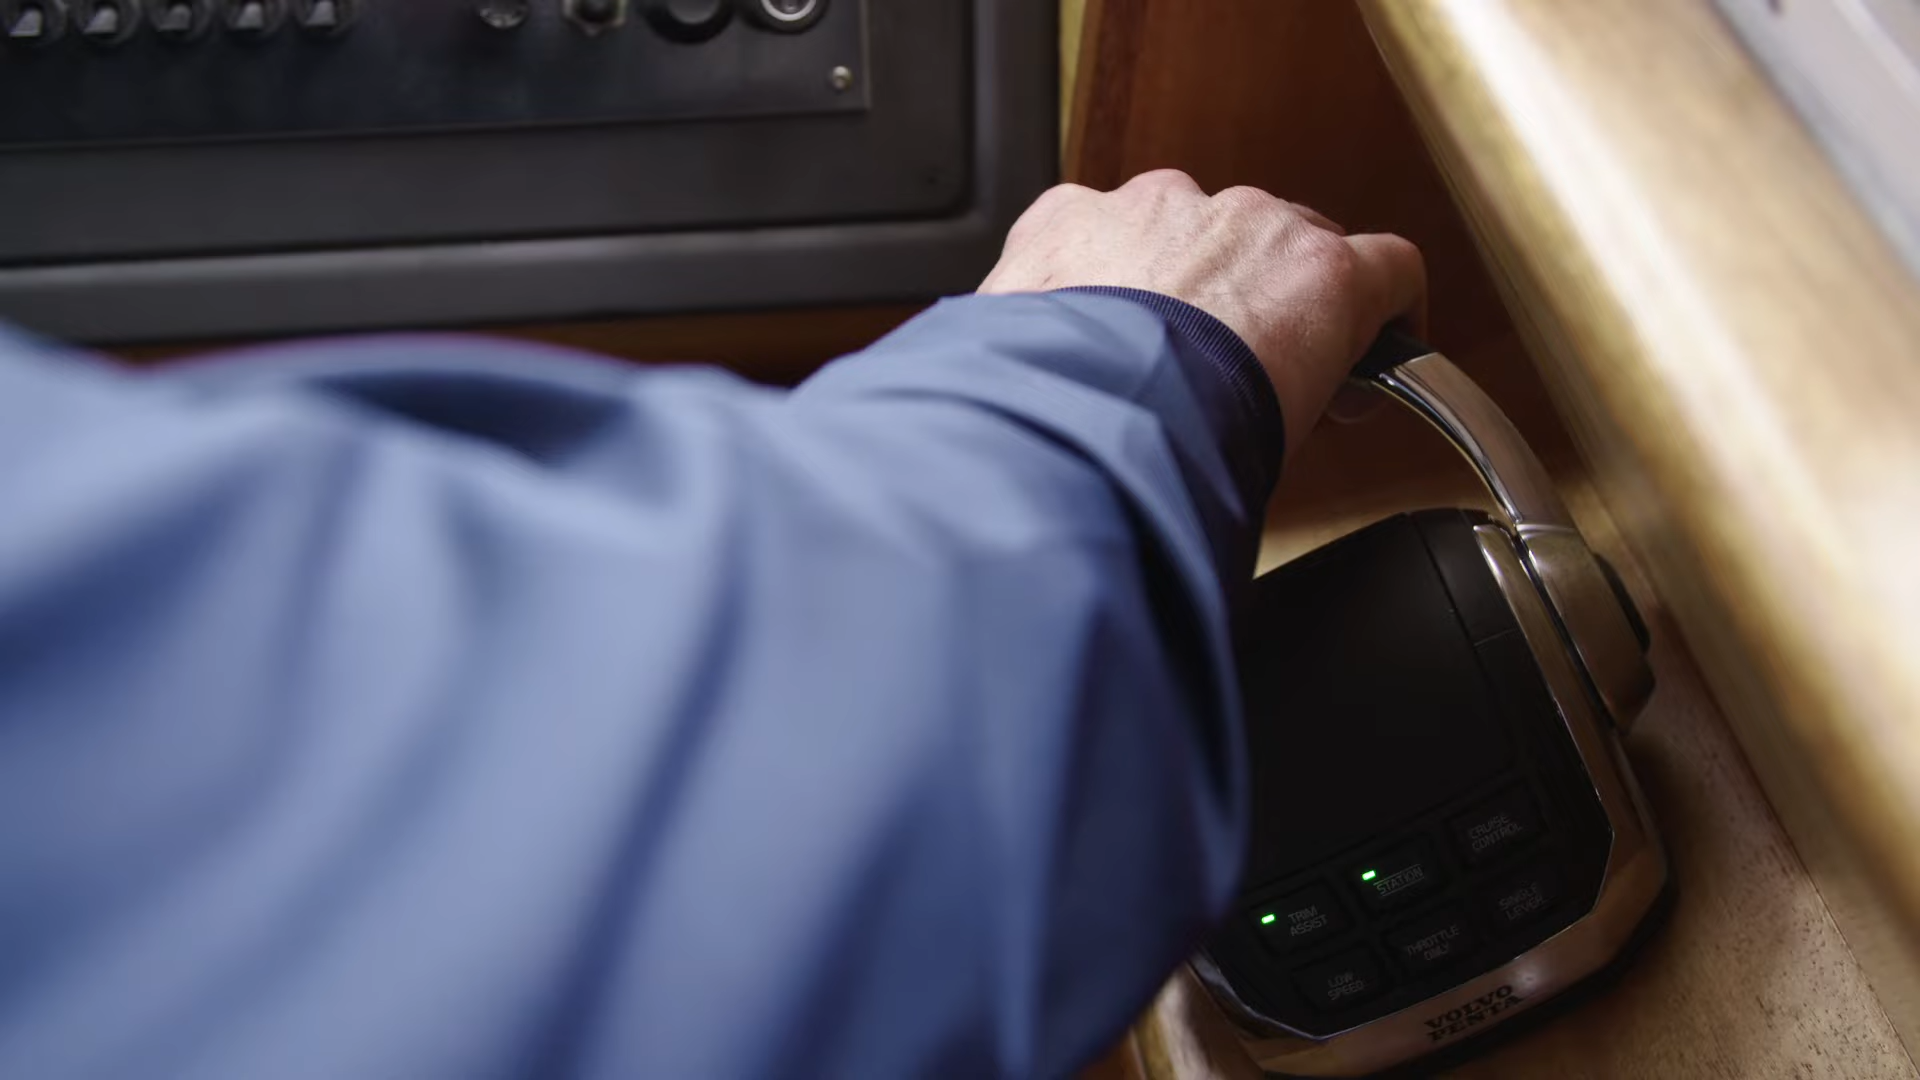 CRUISE
CONTROL
STATION
TRIM
ASSIST
SINGLE
LEVER
THROTTLE
ONLY
LOW
SPEED
VOLVO
PENTA